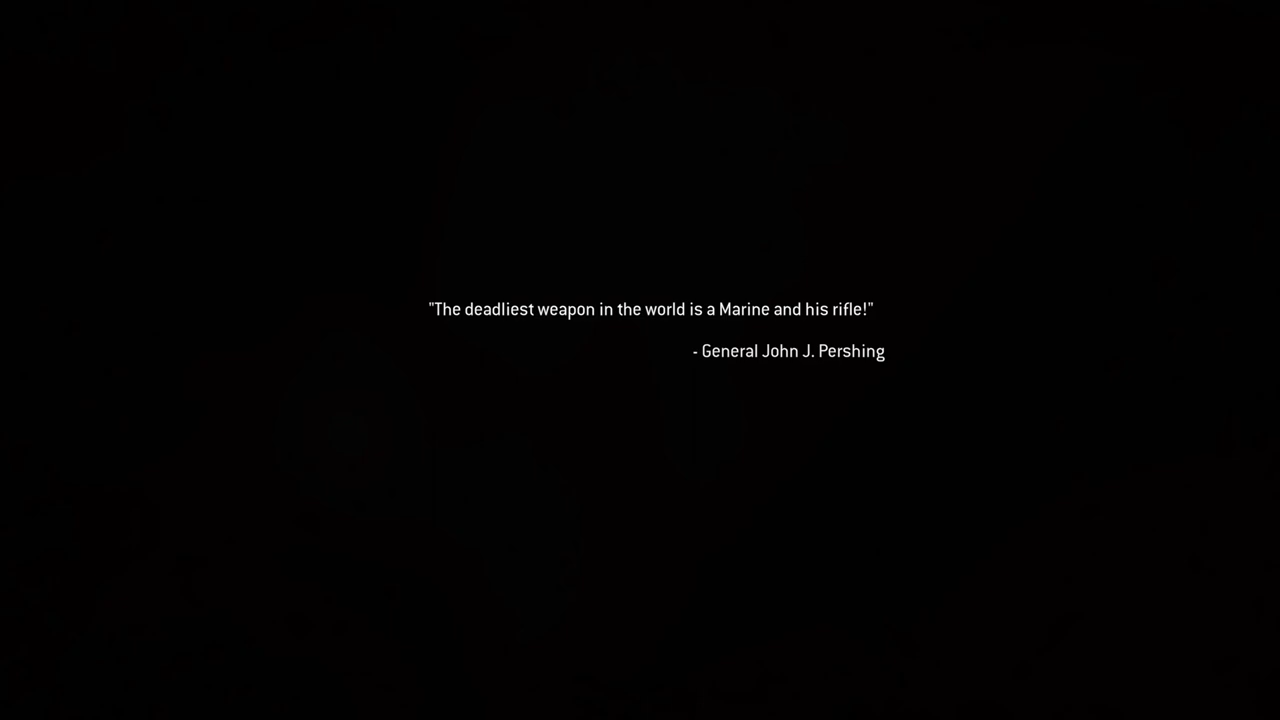 "The deadliest weapon in the world is a Marine and his rifle!"
- General John J. Pershing